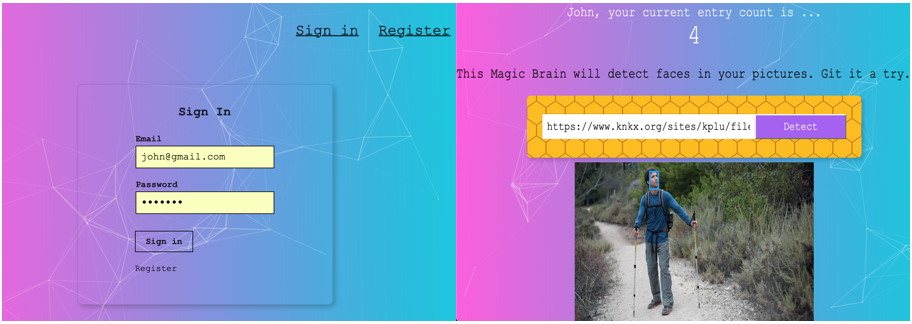 Sign in Register
Sign In
Email
john@gmail.com
Password
•••••••
Sign in
Register
John, your current entry count is ...
4
This Magic Brain will detect faces in your pictures. Git it a try.
https://www.knkx.org/sites/kplu/file
Detect